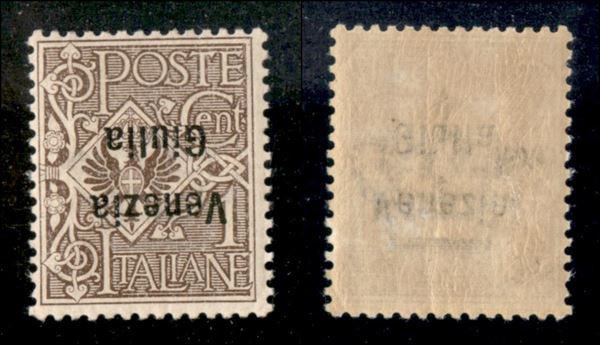 POSTE
Cent
1
ITALIANE
Venezia
Giulia